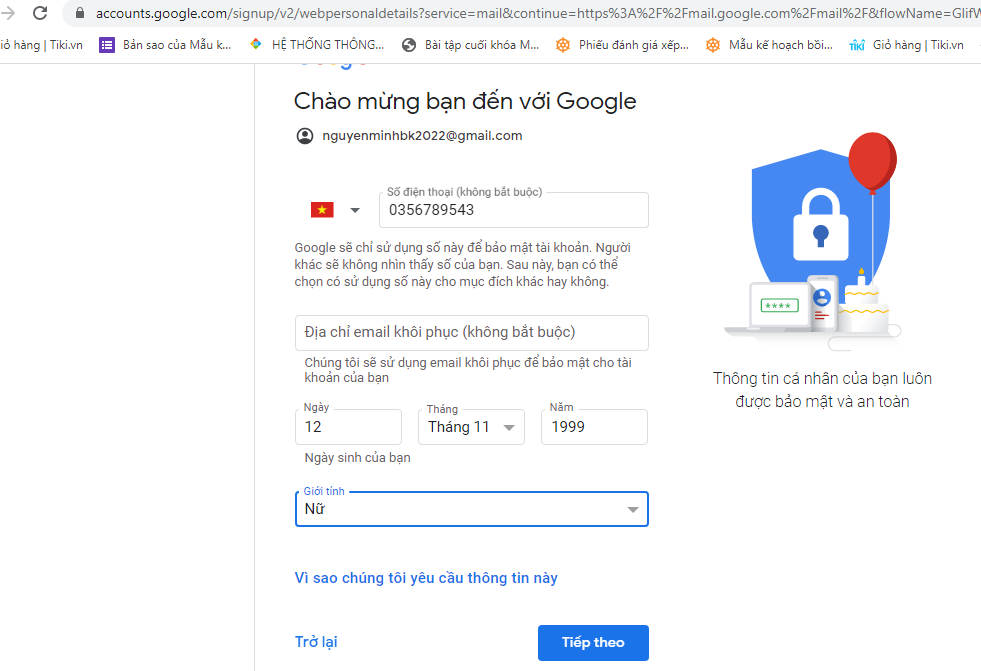 accounts.google.com/signup/v2/webpersonaldetails?service=mail&continue=https%3A%2F%2Fmail.google.com%2Fmail%2F&flowName=GlifW
iỏ hàng | Tiki.vn
Bản sao của Mẫu k...
HỆ THỐNG THÔNG...
Bài tập cuối khóa M...
Phiếu đánh giá xếp...
Mẫu kế hoạch bồi...
TIKI Giỏ hàng | Tiki.vn
Chào mừng bạn đến với Google
nguyenminhbk2022@gmail.com
Số điện thoại (không bắt buộc)
0356789543
Google sẽ chỉ sử dụng số này để bảo mật tài khoản. Người
khác sẽ không nhìn thấy số của bạn. Sau này, bạn có thể
chọn có sử dụng số này cho mục đích khác hay không.
Địa chỉ email khôi phục (không bắt buộc)
Chúng tôi sẽ sử dụng email khôi phục để bảo mật cho tài
khoản của bạn
Ngày
12
Tháng
Tháng 11
Năm
1999
Ngày sinh của bạn
Giới tính
Nữ
Vì sao chúng tôi yêu cầu thông tin này
Trở lại
Tiếp theo
****
Thông tin cá nhân của bạn luôn
được bảo mật và an toàn